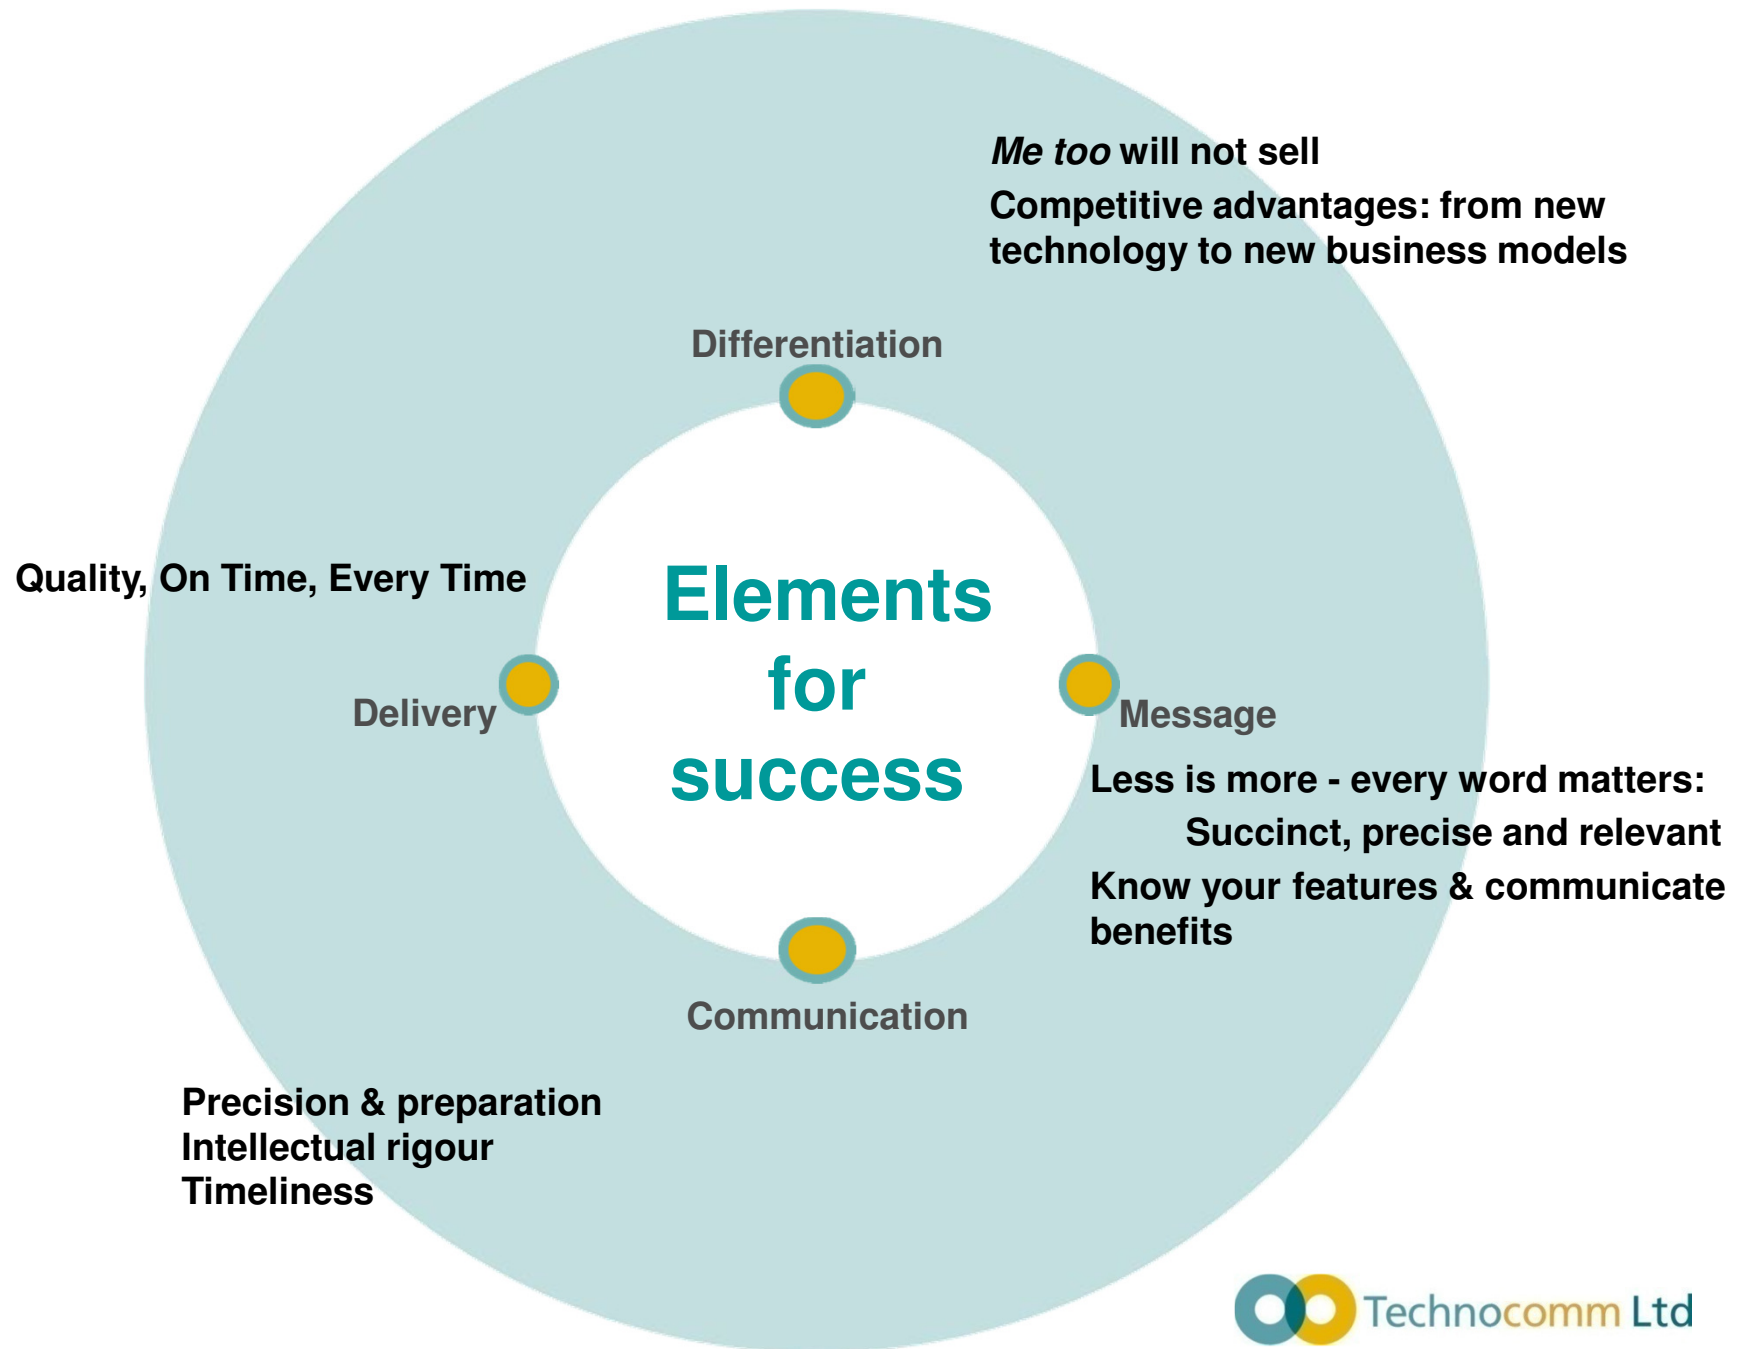 Me too will not sell
Competitive advantages: from new
technology to new business models
Differentiation
Quality, On Time, Every Time
Elements
for
success
Delivery
Message
Less is more - every word matters:
Succinct, precise and relevant
Know your features & communicate
benefits
Communication
Precision & preparation
Intellectual rigour
Timeliness
Technocomm Ltd